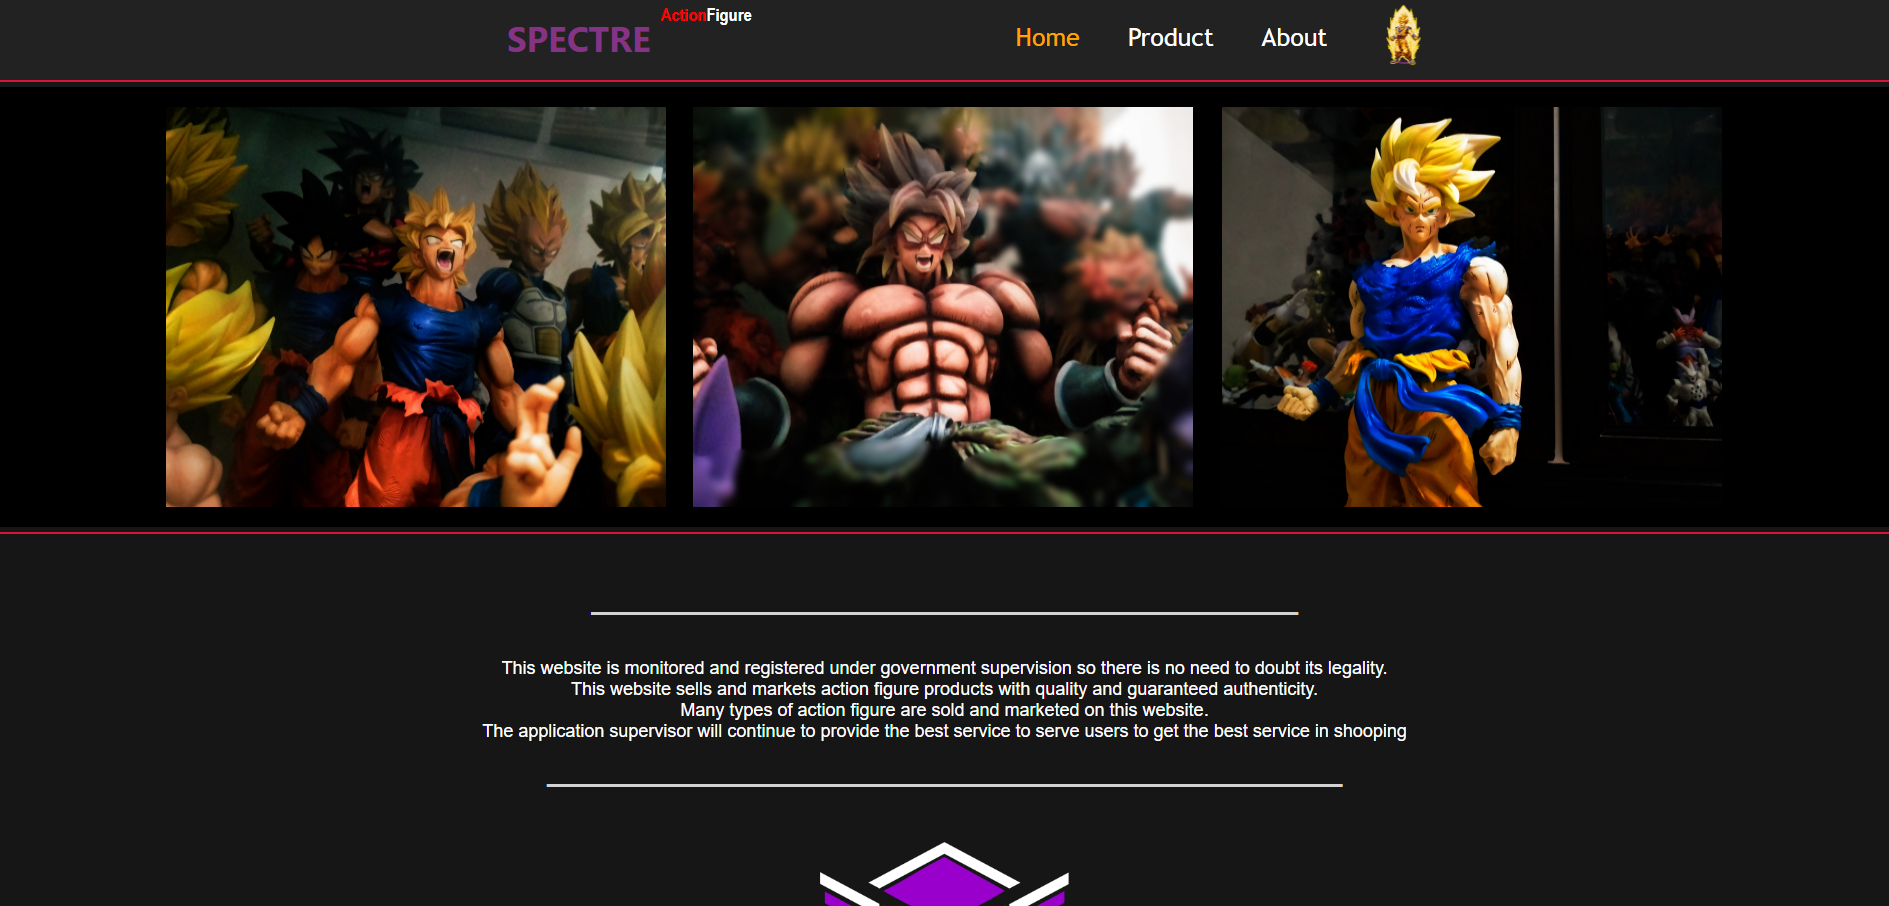 SPECTRE ActionFigure
Home Product About
This website is monitored and registered under government supervision so there is no need to doubt its legality.
This website sells and markets action figure products with quality and guaranteed authenticity.
Many types of action figure are sold and marketed on this website.
The application supervisor will continue to provide the best service to serve users to get the best service in shooping